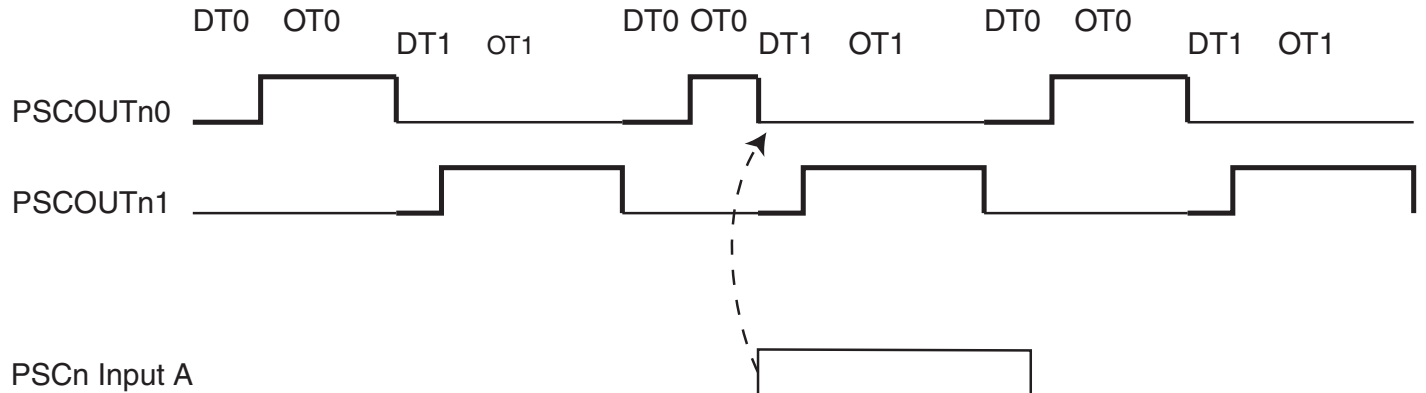 DT0 OT0 DT0 OT0 DT0 OT0
DT1 OT1 DT1 OT1 DT1 OT1
PSCOUTn0
PSCOUTn1
PSCn Input A